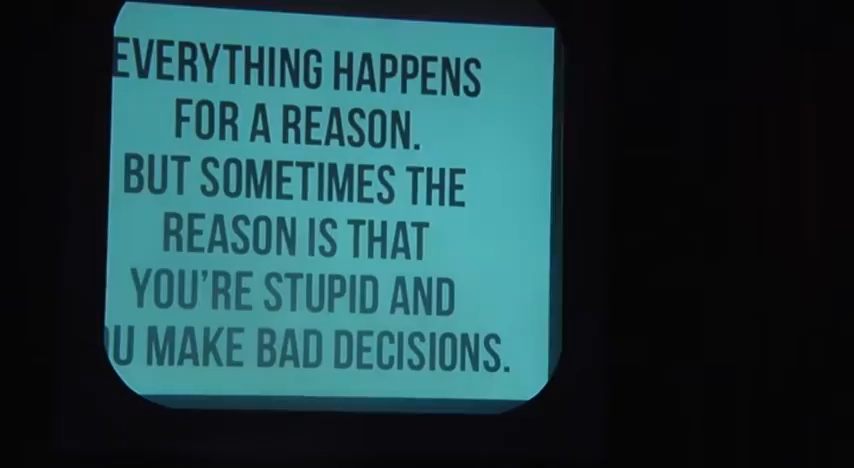 EVERYTHING HAPPENS
FOR A REASON.
BUT SOMETIMES THE
REASON IS THAT
YOU'RE STUPID AND
U MAKE BAD DECISIONS.